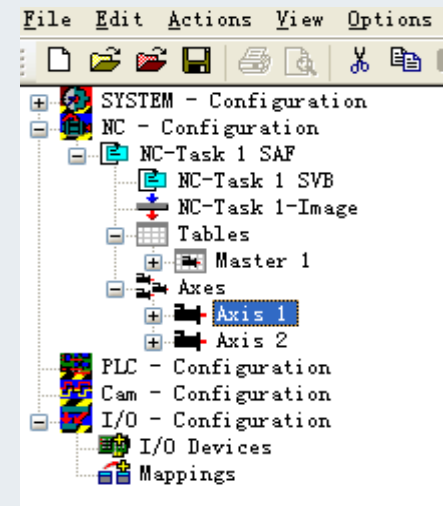 File Edit Actions View Options
SYSTEM - Configuration
NC - Configuration
NC-Task 1 SAF
NC-Task 1 SVB
NC-Task 1-Image
Tables
Master 1
Axes
Axis 1
Axis 2
PLC - Configuration
Cam - Configuration
I/O - Configuration
I/O Devices
Mappings